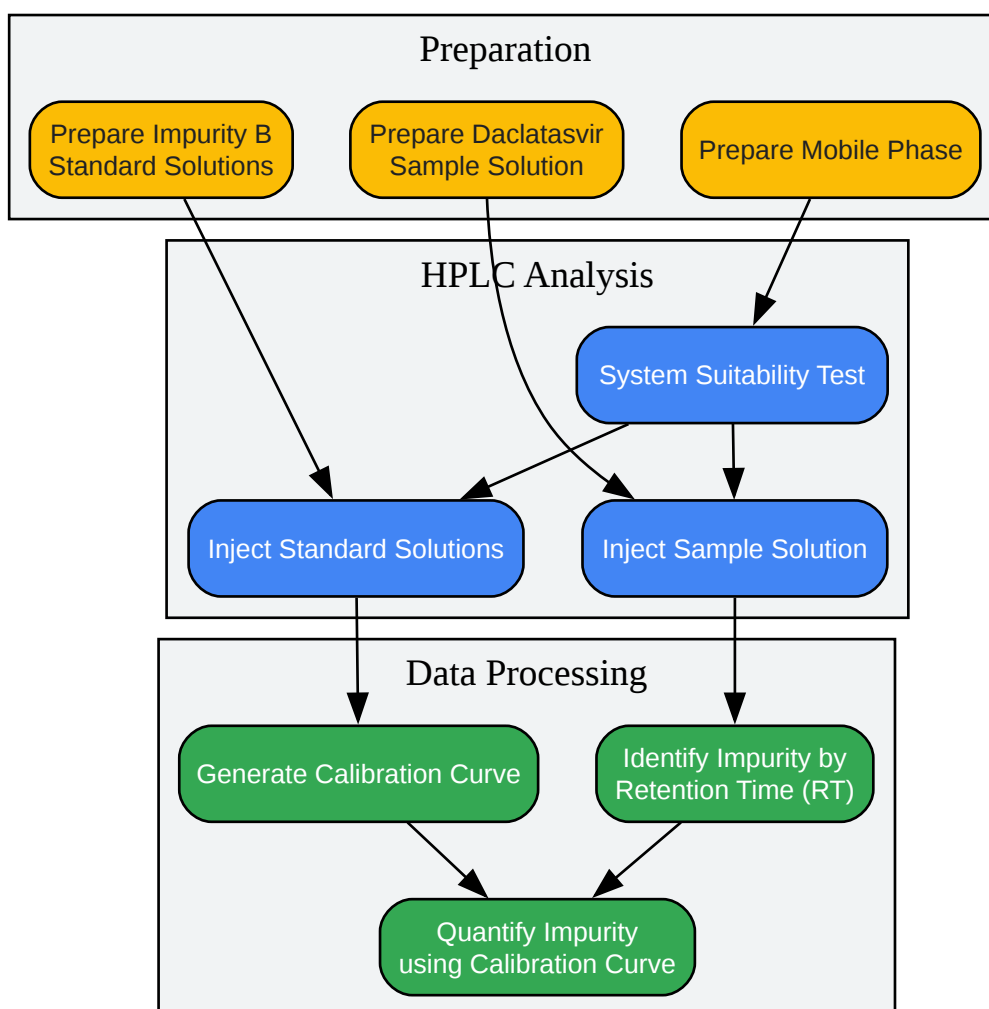 Preparation
Prepare Impurity B
Standard Solutions
Prepare Daclatasvir
Sample Solution
Prepare Mobile Phase
HPLC Analysis
System Suitability Test
Inject Standard Solutions
Inject Sample Solution
Data Processing
Generate Calibration Curve
Identify Impurity by
Retention Time (RT)
Quantify Impurity
using Calibration Curve